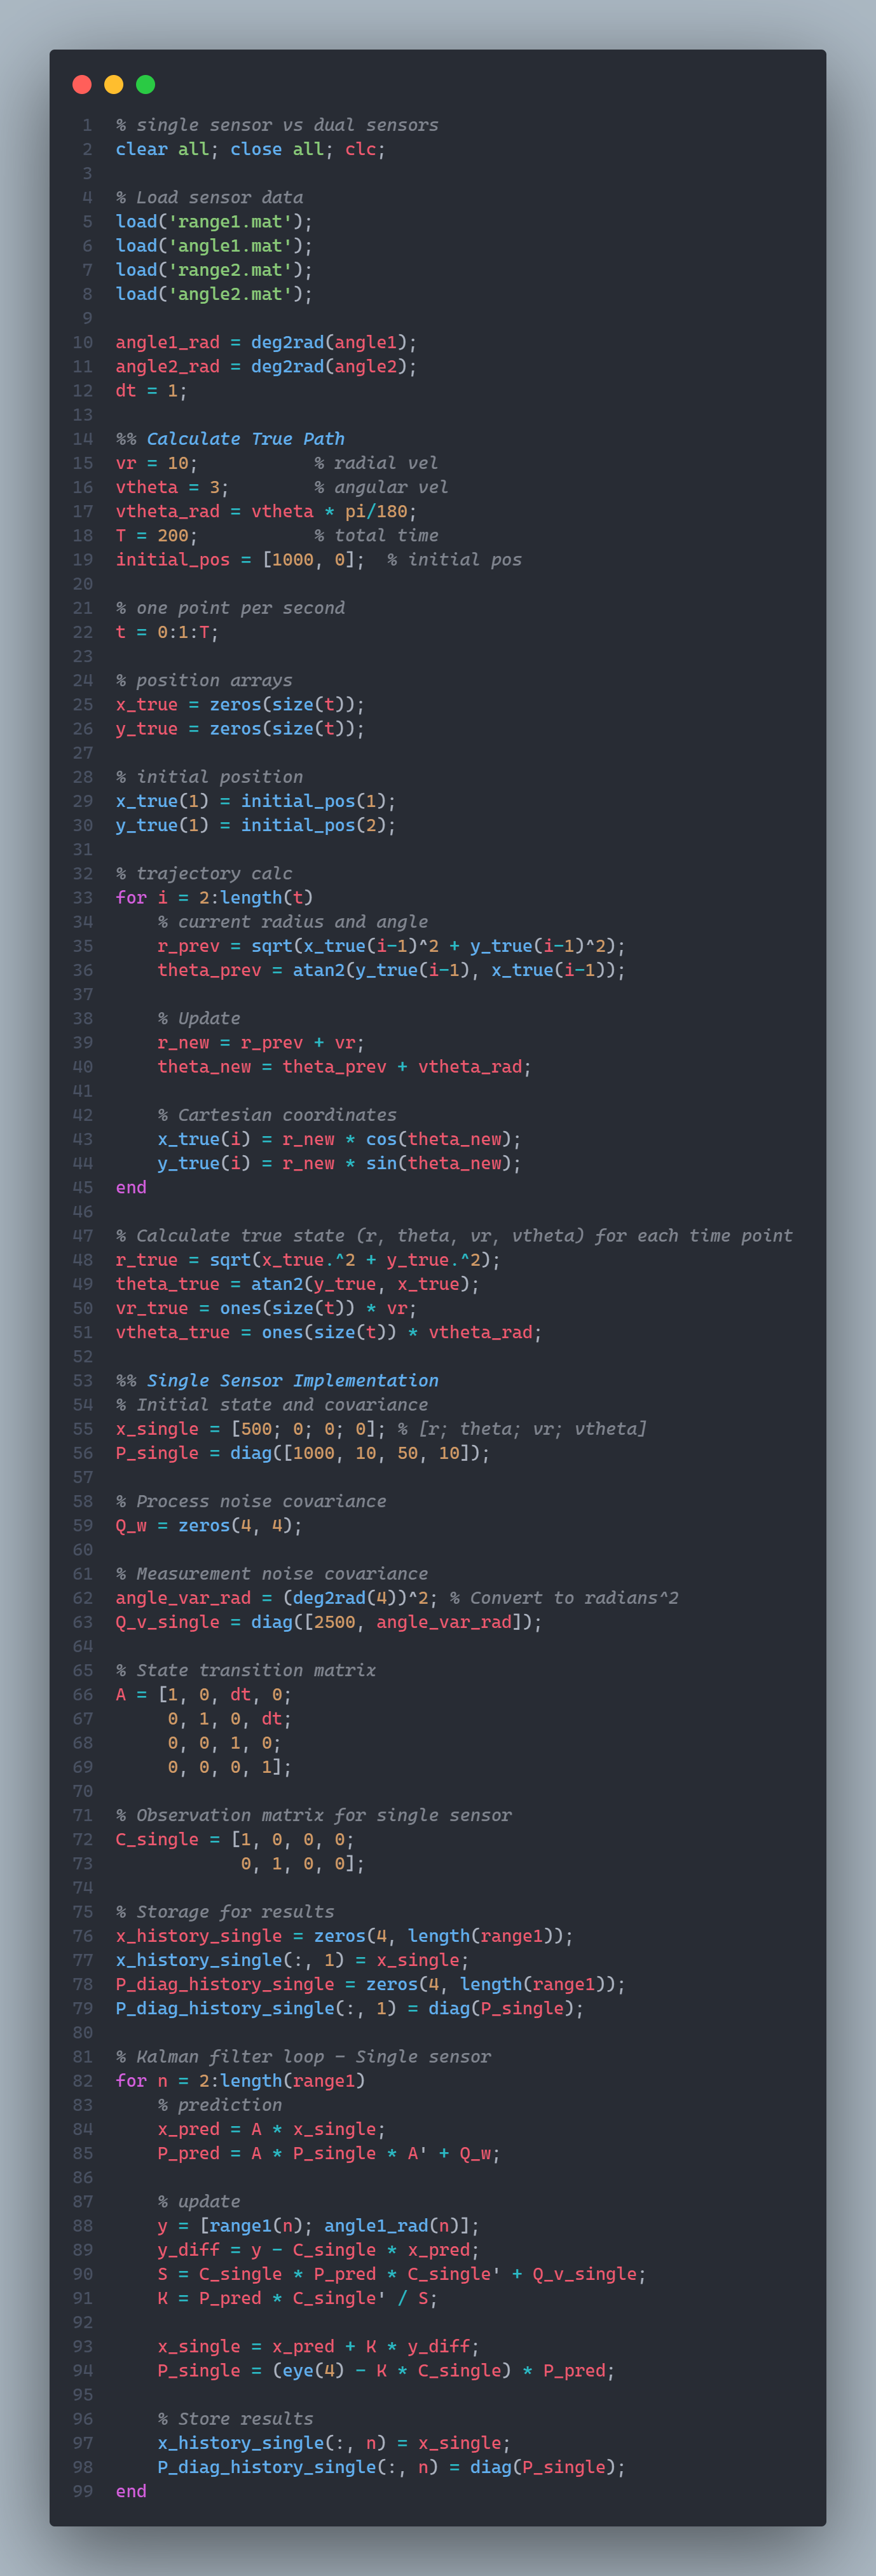 1 % single sensor vs dual sensors
2 clear all; close all; clc;
3
4 % Load sensor data
5 load('range1.mat');
6 load('angle1.mat');
7 load('range2.mat');
8 load('angle2.mat');
9
10 angle1_rad = deg2rad(angle1);
11 angle2_rad = deg2rad(angle2);
12 dt = 1;
13
14 %% Calculate True Path
15 vr = 10;           % radial vel
16 vtheta = 3;        % angular vel
17 vtheta_rad = vtheta * pi/180;
18 T = 200;           % total time
19 initial_pos = [1000, 0];  % initial pos
20
21 % one point per second
22 t = 0:1:T;
23
24 % position arrays
25 x_true = zeros(size(t));
26 y_true = zeros(size(t));
27
28 % initial position
29 x_true(1) = initial_pos(1);
30 y_true(1) = initial_pos(2);
31
32 % trajectory calc
33 for i = 2:length(t)
34     % current radius and angle
35     r_prev = sqrt(x_true(i-1)^2 + y_true(i-1)^2);
36     theta_prev = atan2(y_true(i-1), x_true(i-1));
37
38     % Update
39     r_new = r_prev + vr;
40     theta_new = theta_prev + vtheta_rad;
41
42     % Cartesian coordinates
43     x_true(i) = r_new * cos(theta_new);
44     y_true(i) = r_new * sin(theta_new);
45 end
46
47 % Calculate true state (r, theta, vr, vtheta) for each time point
48 r_true = sqrt(x_true.^2 + y_true.^2);
49 theta_true = atan2(y_true, x_true);
50 vr_true = ones(size(t)) * vr;
51 vtheta_true = ones(size(t)) * vtheta_rad;
52
53 %% Single Sensor Implementation
54 % Initial state and covariance
55 x_single = [500; 0; 0; 0]; % [r; theta; vr; vtheta]
56 P_single = diag([1000, 10, 50, 10]);
57
58 % Process noise covariance
59 Q_w = zeros(4, 4);
60
61 % Measurement noise covariance
62 angle_var_rad = (deg2rad(4))^2; % Convert to radians^2
63 Q_v_single = diag([2500, angle_var_rad]);
64
65 % State transition matrix
66 A = [1, 0, dt, 0;
67      0, 1, 0, dt;
68      0, 0, 1, 0;
69      0, 0, 0, 1];
70
71 % Observation matrix for single sensor
72 C_single = [1, 0, 0, 0;
73             0, 1, 0, 0];
74
75 % Storage for results
76 x_history_single = zeros(4, length(range1));
77 x_history_single(:, 1) = x_single;
78 P_diag_history_single = zeros(4, length(range1));
79 P_diag_history_single(:, 1) = diag(P_single);
80
81 % Kalman filter loop - Single sensor
82 for n = 2:length(range1)
83     % prediction
84     x_pred = A * x_single;
85     P_pred = A * P_single * A' + Q_w;
86
87     % update
88     y = [range1(n); angle1_rad(n)];
89     y_diff = y - C_single * x_pred;
90     S = C_single * P_pred * C_single' + Q_v_single;
91     K = P_pred * C_single' / S;
92
93     x_single = x_pred + K * y_diff;
94     P_single = (eye(4) - K * C_single) * P_pred;
95
96     % Store results
97     x_history_single(:, n) = x_single;
98     P_diag_history_single(:, n) = diag(P_single);
99 end